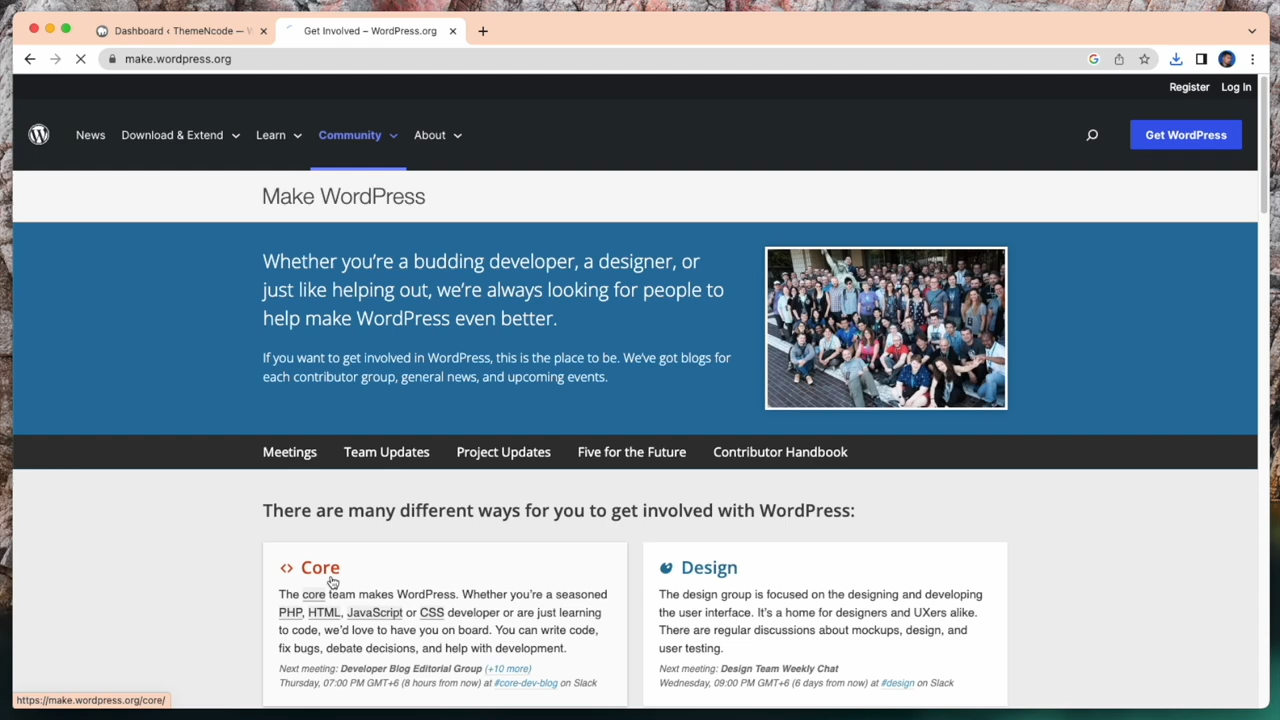 Dashboard ‹ ThemeNcode —
Get Involved – WordPress.org
make.wordpress.org
Register Log In
News Download & Extend Learn Community About Get WordPress
Make WordPress
Whether you're a budding developer, a designer, or
just like helping out, we're always looking for people to
help make WordPress even better.
If you want to get involved in WordPress, this is the place to be. We've got blogs for
each contributor group, general news, and upcoming events.
Meetings Team Updates Project Updates Five for the Future Contributor Handbook
There are many different ways for you to get involved with WordPress:
Core
The core team makes WordPress. Whether you're a seasoned
PHP, HTML, JavaScript or CSS developer or are just learning
to code, we'd love to have you on board. You can write code,
fix bugs, debate decisions, and help with development.
Next meeting: Developer Blog Editorial Group (+10 more)
Thursday, 07:00 PM GMT+6 (8 hours from now) at #core-dev-blog on Slack
Design
The design group is focused on the designing and developing
the user interface. It's a home for designers and UXers alike.
There are regular discussions about mockups, design, and
user testing.
Next meeting: Design Team Weekly Chat
Wednesday, 09:00 PM GMT+6 (6 days from now) at #design on Slack
https://make.wordpress.org/core/